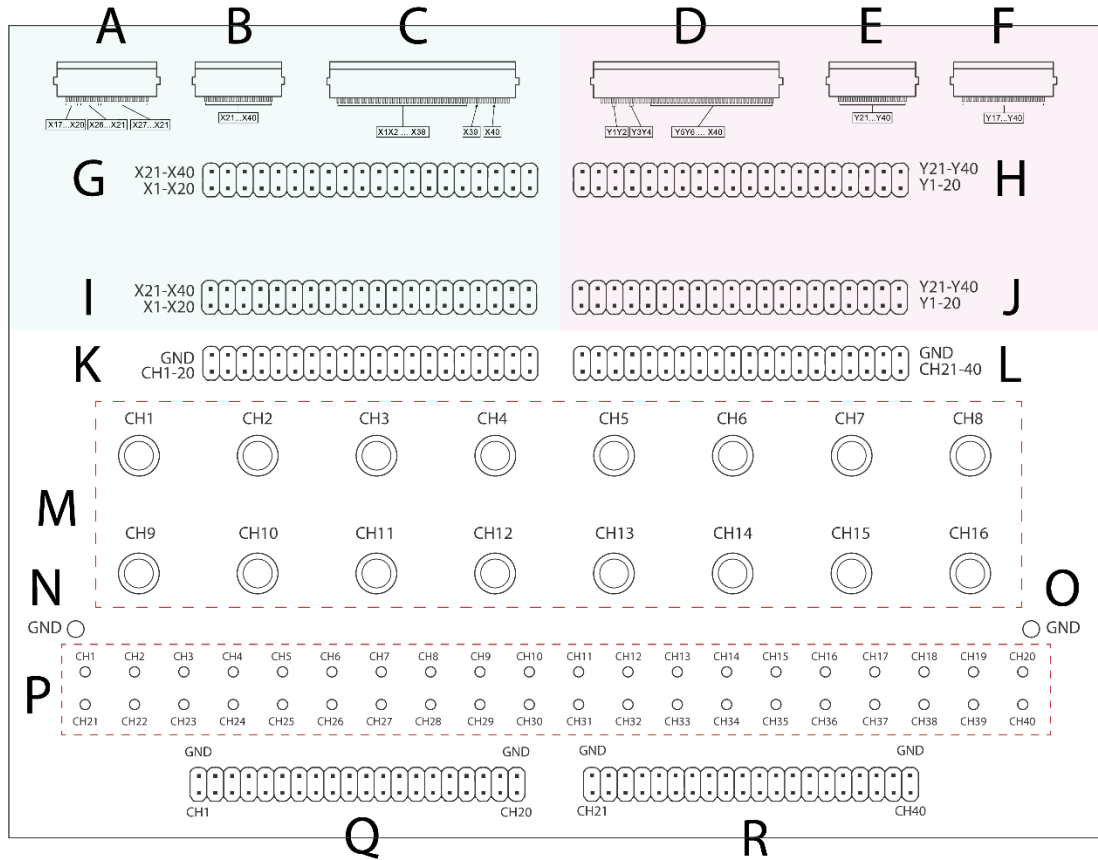 A B C D E F
X17...X20 X26...X21 X27...X21 X21...X40 X1X2 ... X38 X39 X40 Y1Y2 Y3Y4 Y5Y6 ... X40 Y21...Y40 Y17...Y40
G X21-X40 Y21-Y40 H
X1-X20 Y1-20
I X21-X40 Y21-Y40 J
X1-X20 Y1-20
K GND GND L
CH1-20 CH21-40
CH1 CH2 CH3 CH4 CH5 CH6 CH7 CH8
M
CH9 CH10 CH11 CH12 CH13 CH14 CH15 CH16
N O
GND GND
CH1 CH2 CH3 CH4 CH5 CH6 CH7 CH8 CH9 CH10 CH11 CH12 CH13 CH14 CH15 CH16 CH17 CH18 CH19 CH20
P
CH21 CH22 CH23 CH24 CH25 CH26 CH27 CH28 CH29 CH30 CH31 CH32 CH33 CH34 CH35 CH36 CH37 CH38 CH39 CH40
GND GND GND GND
CH1 CH20 CH21 CH40
Q R